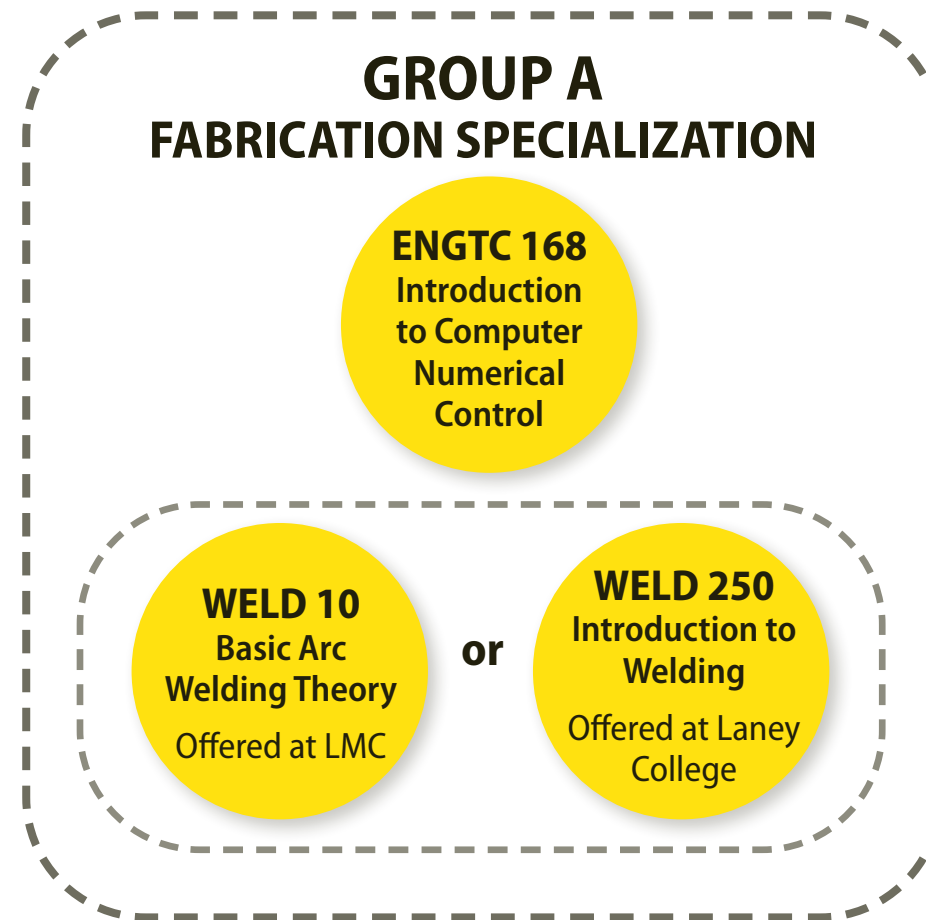 GROUP A
FABRICATION SPECIALIZATION
ENGTC 168
Introduction
to Computer
Numerical
Control
WELD 10
Basic Arc
Welding Theory
Offered at LMC
or
WELD 250
Introduction to
Welding
Offered at Laney
College